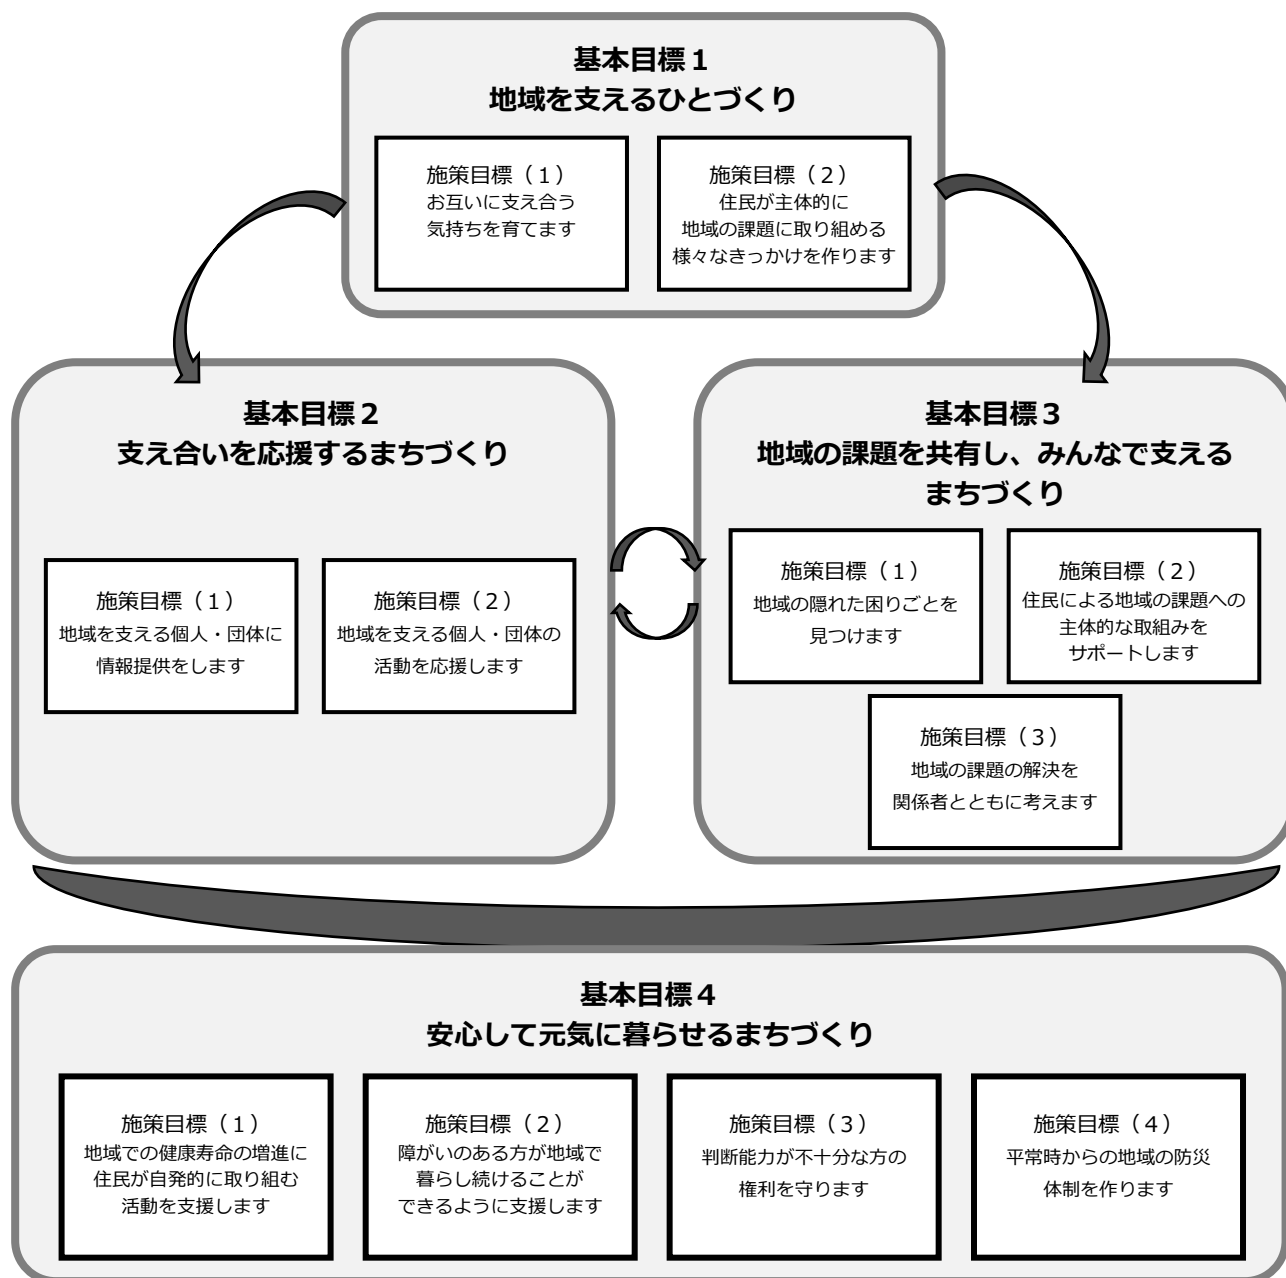 基本目標１
地域を支えるひとづくり
施策目標（１）
お互いに支え合う
気持ちを育てます
施策目標（２）
住民が主体的に
地域の課題に取り組める
様々なきっかけを作ります
基本目標２
支え合いを応援するまちづくり
施策目標（１）
地域を支える個人・団体に
情報提供をします
施策目標（２）
地域を支える個人・団体の
活動を応援します
基本目標３
地域の課題を共有し、みんなで支える
まちづくり
施策目標（１）
地域の隠れた困りごとを
見つけます
施策目標（２）
住民による地域の課題への
主体的な取組みを
サポートします
施策目標（３）
地域の課題の解決を
関係者とともに考えます
基本目標４
安心して元気に暮らせるまちづくり
施策目標（１）
地域での健康寿命の増進に
住民が自発的に取り組む
活動を支援します
施策目標（２）
障がいのある方が地域で
暮らし続けることが
できるように支援します
施策目標（３）
判断能力が不十分な方の
権利を守ります
施策目標（４）
平常時からの地域の防災
体制を作ります